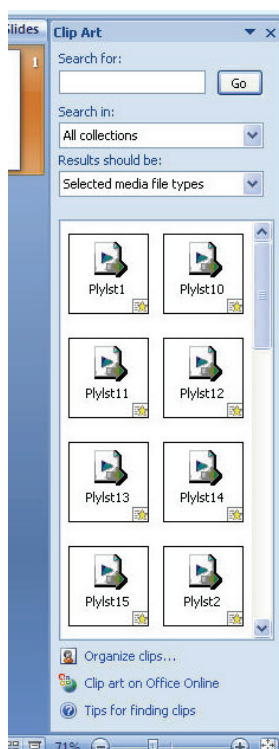 Slides
Clip Art
1
Search for:
Go
Search in:
All collections
Results should be:
Selected media file types
Plylst1
Plylst10
Plylst11
Plylst12
Plylst13
Plylst14
Plylst15
Plylst2
Organize clips...
Clip art on Office Online
Tips for finding clips
71%